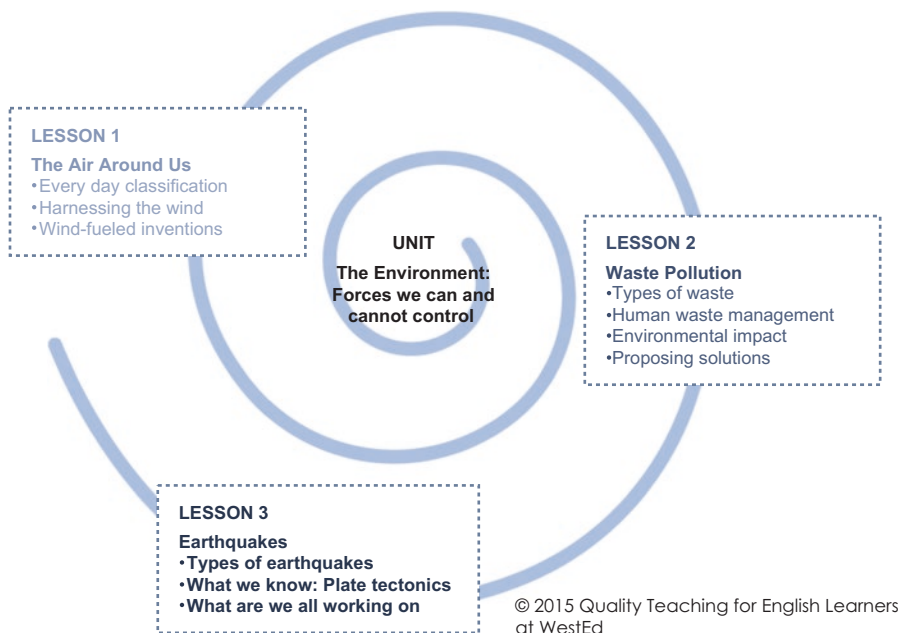 LESSON 1
The Air Around Us
•Every day classification
•Harnessing the wind
•Wind-fueled inventions
UNIT
The Environment:
Forces we can and
cannot control
LESSON 2
Waste Pollution
•Types of waste
•Human waste management
•Environmental impact
•Proposing solutions
LESSON 3
Earthquakes
•Types of earthquakes
•What we know: Plate tectonics
•What are we all working on
© 2015 Quality Teaching for English Learners
at WestEd